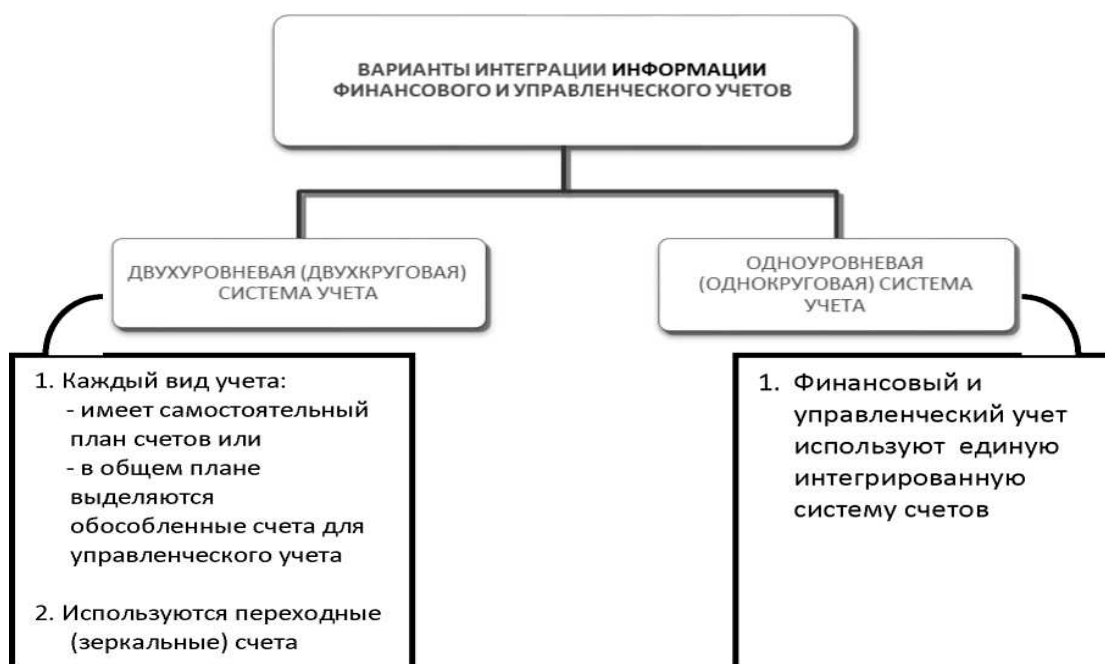 ВАРИАНТЫ ИНТЕГРАЦИИ ИНФОРМАЦИИ
ФИНАНСОВОГО И УПРАВЛЕНЧЕСКОГО УЧЕТОВ
ДВУХУРОВНЕВАЯ (ДВУХКРУГОВАЯ)
СИСТЕМА УЧЕТА
1. Каждый вид учета:
- имеет самостоятельный
план счетов или
- в общем плане
выделяются
обособленные счета для
управленческого учета
2. Используются переходные
(зеркальные) счета
ОДНОУРОВНЕВАЯ
(ОДНОКРУГОВАЯ) СИСТЕМА
УЧЕТА
1. Финансовый и
управленческий учет
используют единую
интегрированную
систему счетов